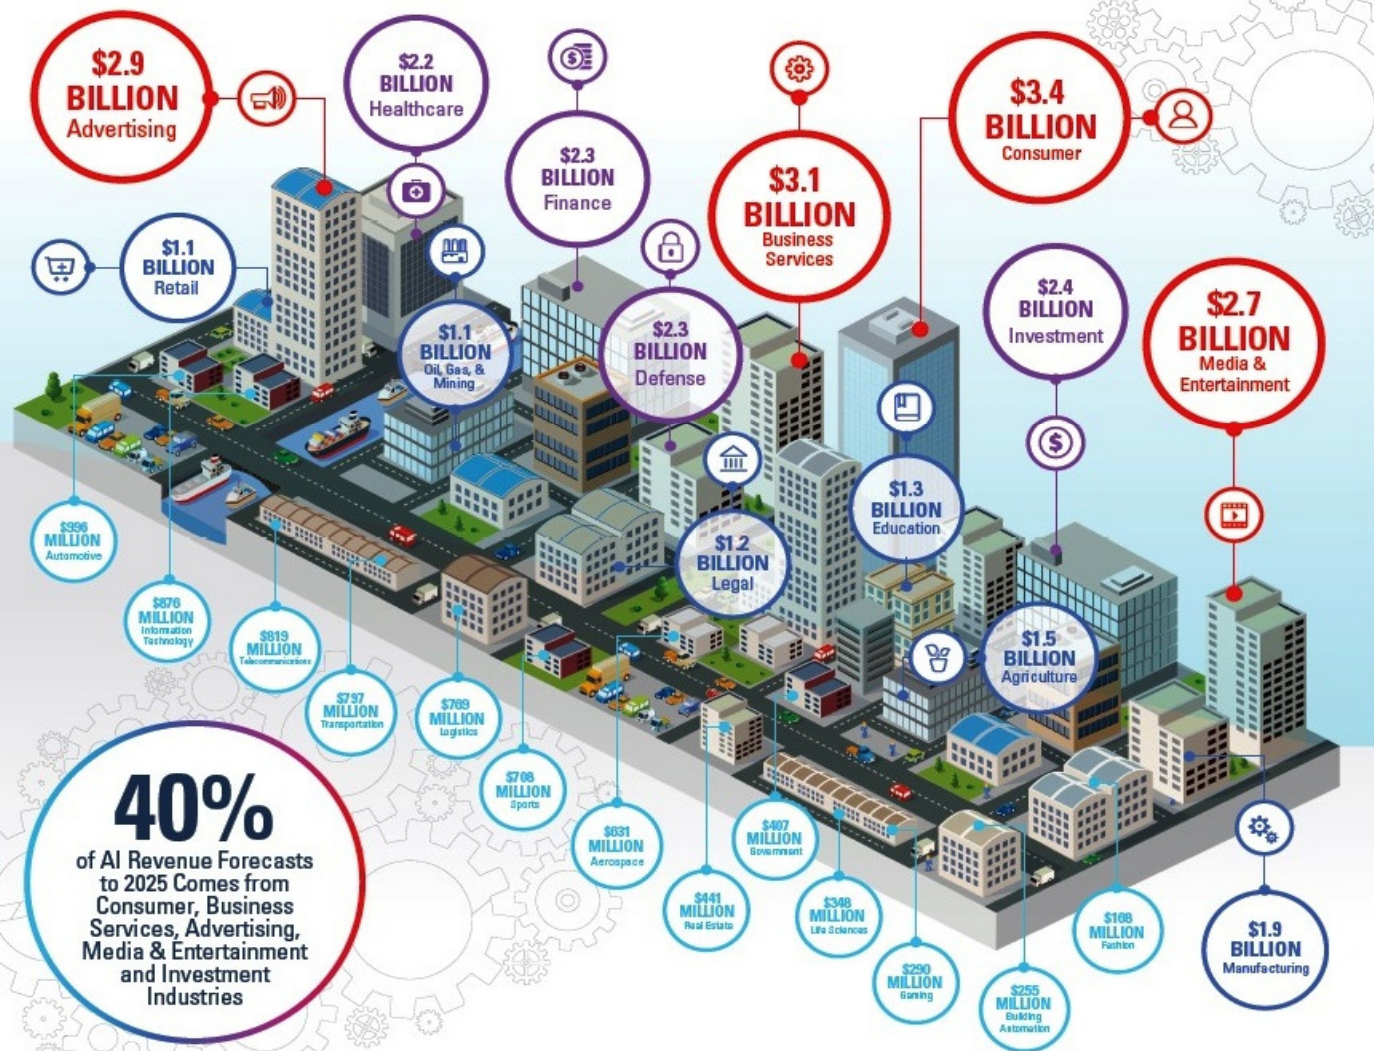 $2.9
BILLION
Advertising
$2.2
BILLION
Healthcare
$2.3
BILLION
Finance
$3.1
BILLION
Business
Services
$3.4
BILLION
Consumer
$1.1
BILLION
Retail
$1.1
BILLION
Oil, Gas, &
Mining
$2.3
BILLION
Defense
$2.4
BILLION
Investment
$2.7
BILLION
Media &
Entertainment
$996
MILLION
Automotive
$876
MILLION
Information
Technology
$819
MILLION
Telecommunications
$797
MILLION
Transportation
$769
MILLION
Logistics
$708
MILLION
Sports
$1.2
BILLION
Legal
$1.3
BILLION
Education
$1.5
BILLION
Agriculture
$631
MILLION
Aerospace
$441
MILLION
Real Estate
$407
MILLION
Government
$348
MILLION
Life Sciences
$290
MILLION
Gaming
$255
MILLION
Building
Automation
$168
MILLION
Fashion
$1.9
BILLION
Manufacturing
40%
of AI Revenue Forecasts
to 2025 Comes from
Consumer, Business
Services, Advertising,
Media & Entertainment
and Investment
Industries